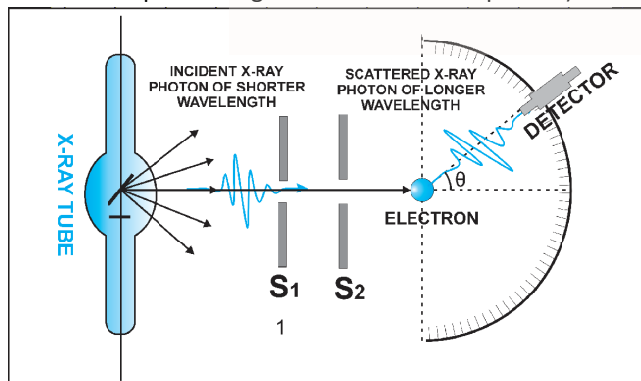 INCIDENT X-RAY
PHOTON OF SHORTER
WAVELENGTH
SCATTERED X-RAY
PHOTON OF LONGER
WAVELENGTH
DETECTOR
X-RAY TUBE
θ
ELECTRON
S1
S2
1